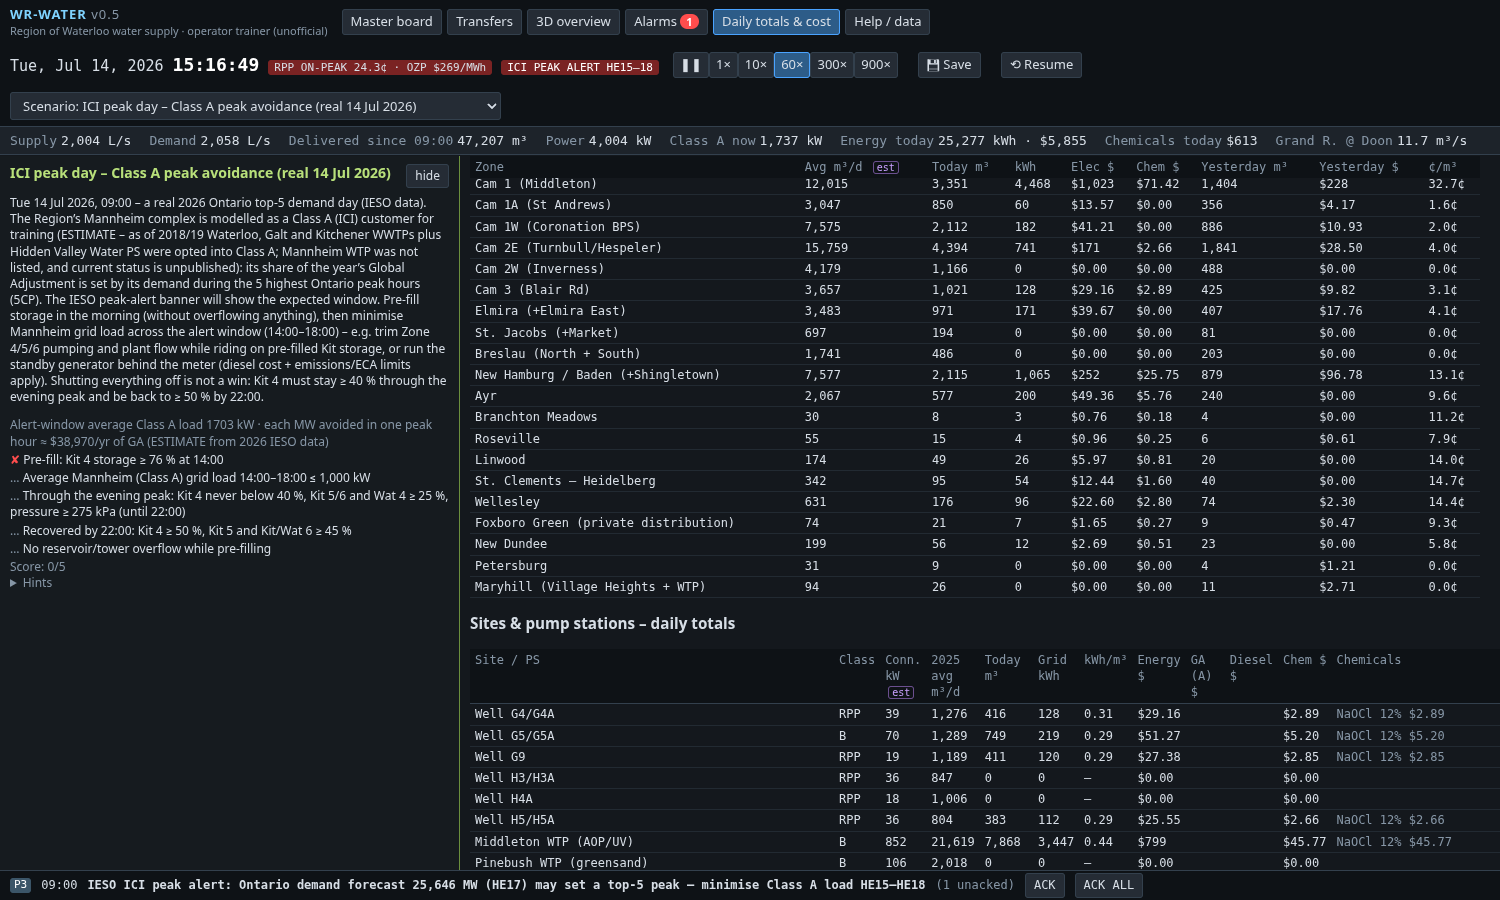 WR-WATER v0.5
Region of Waterloo water supply · operator trainer (unofficial)
Master board
Transfers
3D overview
Alarms 1
Daily totals & cost
Help / data
Tue, Jul 14, 2026 15:16:49 RPP ON-PEAK 24.3¢ · OZP $269/MWh ICI PEAK ALERT HE15–18
❚❚ 1× 10× 60× 300× 900× 💾 Save ⟲ Resume
Scenario: ICI peak day – Class A peak avoidance (real 14 Jul 2026)
Supply 2,004 L/s Demand 2,058 L/s Delivered since 09:00 47,207 m³ Power 4,004 kW Class A now 1,737 kW Energy today 25,277 kWh · $5,855 Chemicals today $613 Grand R. @ Doon 11.7 m³/s
ICI peak day – Class A peak avoidance (real 14 Jul 2026)
hide
Tue 14 Jul 2026, 09:00 – a real 2026 Ontario top-5 demand day (IESO data).
The Region's Mannheim complex is modelled as a Class A (ICI) customer for
training (ESTIMATE – as of 2018/19 Waterloo, Galt and Kitchener WWTPs plus
Hidden Valley Water PS were opted into Class A; Mannheim WTP was not
listed, and current status is unpublished): its share of the year's Global
Adjustment is set by its demand during the 5 highest Ontario peak hours
(5CP). The IESO peak-alert banner will show the expected window. Pre-fill
storage in the morning (without overflowing anything), then minimise
Mannheim grid load across the alert window (14:00–18:00) – e.g. trim Zone
4/5/6 pumping and plant flow while riding on pre-filled Kit storage, or run the
standby generator behind the meter (diesel cost + emissions/ECA limits
apply). Shutting everything off is not a win: Kit 4 must stay ≥ 40 % through the
evening peak and be back to ≥ 50 % by 22:00.
Alert-window average Class A load 1703 kW · each MW avoided in one peak
hour ≈ $38,970/yr of GA (ESTIMATE from 2026 IESO data)
✘ Pre-fill: Kit 4 storage ≥ 76 % at 14:00
… Average Mannheim (Class A) grid load 14:00–18:00 ≤ 1,000 kW
… Through the evening peak: Kit 4 never below 40 %, Kit 5/6 and Wat 4 ≥ 25 %,
pressure ≥ 275 kPa (until 22:00)
… Recovered by 22:00: Kit 4 ≥ 50 %, Kit 5 and Kit/Wat 6 ≥ 45 %
… No reservoir/tower overflow while pre-filling
Score: 0/5
▶ Hints
Zone Avg m³/d est Today m³ kWh Elec $ Chem $ Yesterday m³ Yesterday $ ¢/m³
Cam 1 (Middleton) 12,015 3,351 4,468 $1,023 $71.42 1,404 $228 32.7¢
Cam 1A (St Andrews) 3,047 850 60 $13.57 $0.00 356 $4.17 1.6¢
Cam 1W (Coronation BPS) 7,575 2,112 182 $41.21 $0.00 886 $10.93 2.0¢
Cam 2E (Turnbull/Hespeler) 15,759 4,394 741 $171 $2.66 1,841 $28.50 4.0¢
Cam 2W (Inverness) 4,179 1,166 0 $0.00 $0.00 488 $0.00 0.0¢
Cam 3 (Blair Rd) 3,657 1,021 128 $29.16 $2.89 425 $9.82 3.1¢
Elmira (+Elmira East) 3,483 971 171 $39.67 $0.00 407 $17.76 4.1¢
St. Jacobs (+Market) 697 194 0 $0.00 $0.00 81 $0.00 0.0¢
Breslau (North + South) 1,741 486 0 $0.00 $0.00 203 $0.00 0.0¢
New Hamburg / Baden (+Shingletown) 7,577 2,115 1,065 $252 $25.75 879 $96.78 13.1¢
Ayr 2,067 577 200 $49.36 $5.76 240 $0.00 9.6¢
Branchton Meadows 30 8 3 $0.76 $0.18 4 $0.00 11.2¢
Roseville 55 15 4 $0.96 $0.25 6 $0.61 7.9¢
Linwood 174 49 26 $5.97 $0.81 20 $0.00 14.0¢
St. Clements – Heidelberg 342 95 54 $12.44 $1.60 40 $0.00 14.7¢
Wellesley 631 176 96 $22.60 $2.80 74 $2.30 14.4¢
Foxboro Green (private distribution) 74 21 7 $1.65 $0.27 9 $0.47 9.3¢
New Dundee 199 56 12 $2.69 $0.51 23 $0.00 5.8¢
Petersburg 31 9 0 $0.00 $0.00 4 $1.21 0.0¢
Maryhill (Village Heights + WTP) 94 26 0 $0.00 $0.00 11 $2.71 0.0¢
Sites & pump stations – daily totals
Site / PS Class Conn. kW est 2025 avg m³/d Today m³ Grid kWh kWh/m³ Energy $ GA (A) $ Diesel $ Chem $ Chemicals
Well G4/G4A RPP 39 1,276 416 128 0.31 $29.16 $2.89 NaOCl 12% $2.89
Well G5/G5A B 70 1,289 749 219 0.29 $51.27 $5.20 NaOCl 12% $5.20
Well G9 RPP 19 1,189 411 120 0.29 $27.38 $2.85 NaOCl 12% $2.85
Well H3/H3A RPP 36 847 0 0 — $0.00 $0.00
Well H4A RPP 18 1,006 0 0 — $0.00 $0.00
Well H5/H5A RPP 36 804 383 112 0.29 $25.55 $2.66 NaOCl 12% $2.66
Middleton WTP (AOP/UV) B 852 21,619 7,868 3,447 0.44 $799 $45.77 NaOCl 12% $45.77
Pinebush WTP (greensand) B 106 2,018 0 0 — $0.00 $0.00
P3 09:00 IESO ICI peak alert: Ontario demand forecast 25,646 MW (HE17) may set a top-5 peak — minimise Class A load HE15–HE18 (1 unacked) ACK ACK ALL